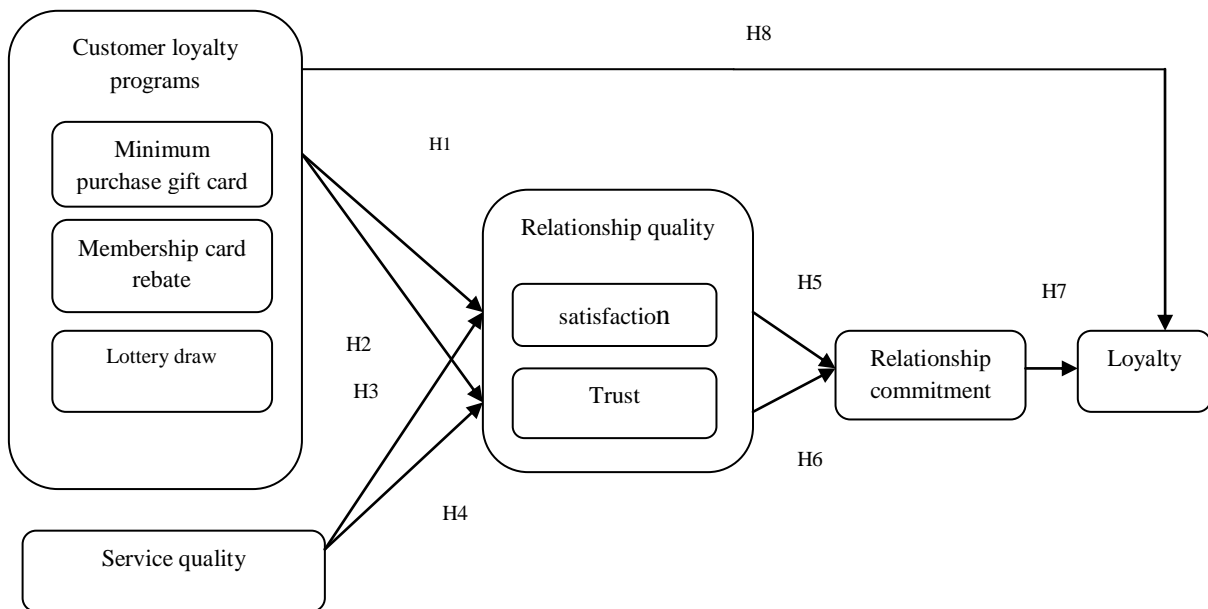 Customer loyalty
programs
Minimum
purchase gift card
Membership card
rebate
Lottery draw
Service quality
H8
H1
H2
H3
H4
Relationship quality
satisfaction
Trust
H5
H6
Relationship
commitment
H7
Loyalty